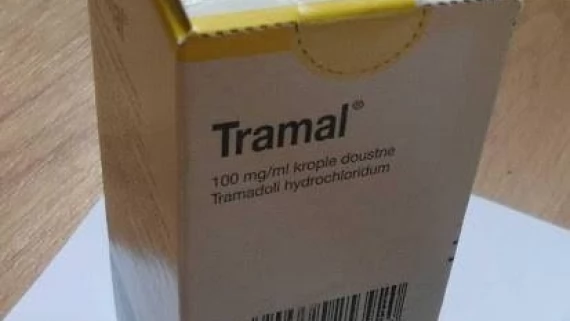 Tramal®
100 mg/ml krople doustne
Tramadoli hydrochloridum